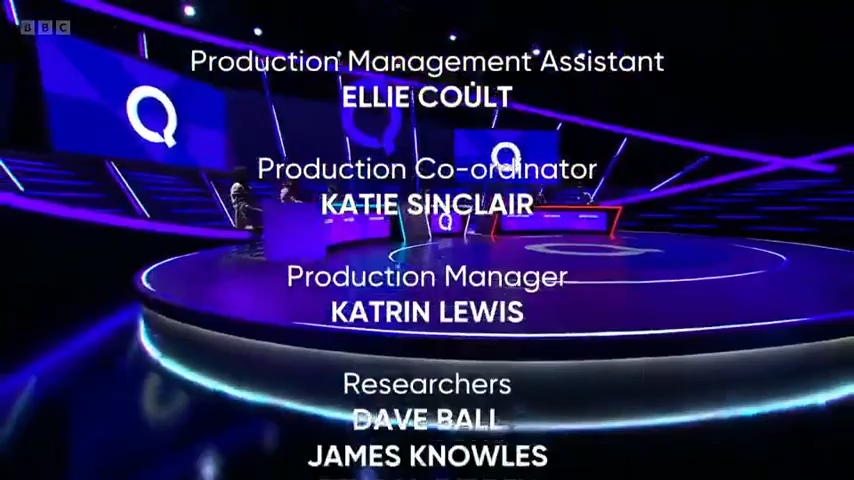 BBC
Production Management Assistant
ELLIE COULT
Production Co-ordinator
KATIE SINCLAIR
Production Manager
KATRIN LEWIS
Researchers
DAVE BALL
JAMES KNOWLES
Q
Q
Q
Q